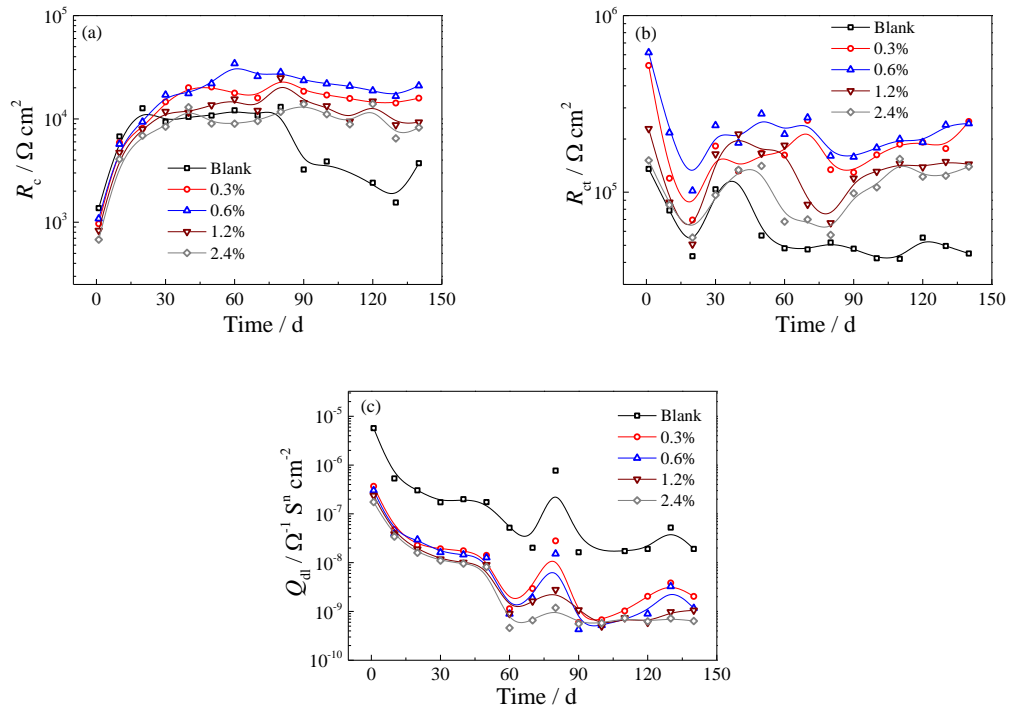 (a)
10^5
10^4
10^3
R_c / Ω cm^2
Blank
0.3%
0.6%
1.2%
2.4%
0 30 60 90 120 150
Time / d
(b)
10^6
10^5
R_ct / Ω cm^2
Blank
0.3%
0.6%
1.2%
2.4%
0 30 60 90 120 150
Time / d
(c)
10^-5
10^-6
10^-7
10^-8
10^-9
10^-10
Q_dl / Ω^-1 S^n cm^-2
Blank
0.3%
0.6%
1.2%
2.4%
0 30 60 90 120 150
Time / d